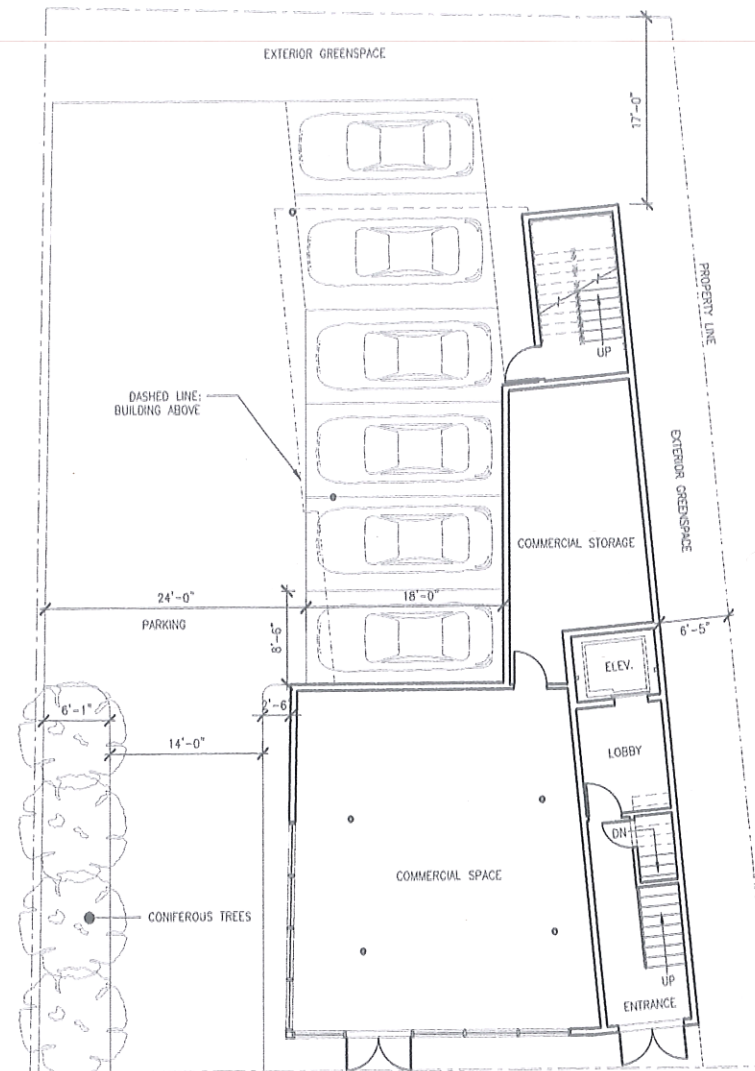 EXTERIOR GREENSPACE
17'-0"
PROPERTY LINE
UP
DASHED LINE:
BUILDING ABOVE
EXTERIOR GREENSPACE
COMMERCIAL STORAGE
24'-0"
18'-0"
PARKING
8'-6"
6'-5"
ELEV.
6'-1"
2'-6
14'-0"
LOBBY
DN
COMMERCIAL SPACE
CONIFEROUS TREES
UP
ENTRANCE